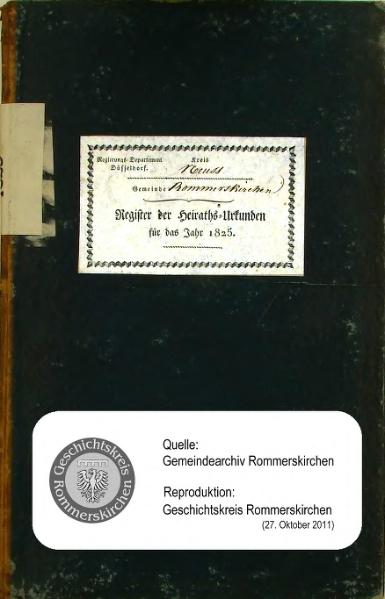 Regierungs-Departement Kreis
Düsseldorf. Neuss
Gemeinde Rommerskirchen
Register der Heiraths-Urkunden
für das Jahr 1825.
Geschichtskreis
Rommerskirchen
Quelle:
Gemeindearchiv Rommerskirchen
Reproduktion:
Geschichtskreis Rommerskirchen
(27. Oktober 2011)